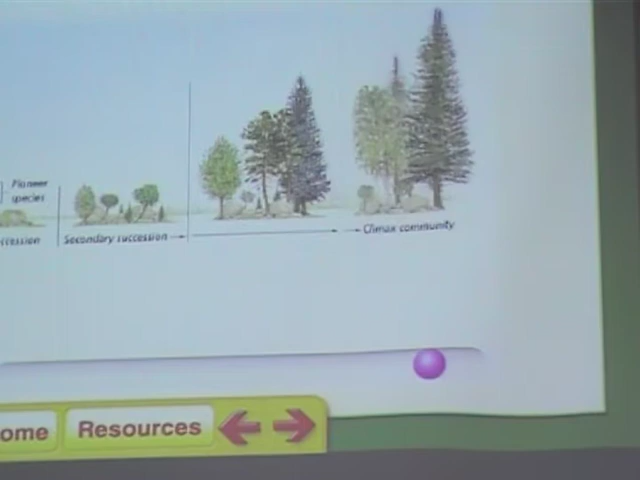 Pioneer
species
ccession
Secondary succession
Climax community
ome
Resources